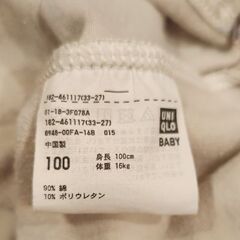 182-461117(33-27)
01-18-3F078A
182-461117(33-27)
0948-00FA-16B 015
中国製
100
身長:100cm
体重:16kg
UNI
QLO
BABY
90% 綿
10% ポリウレタン